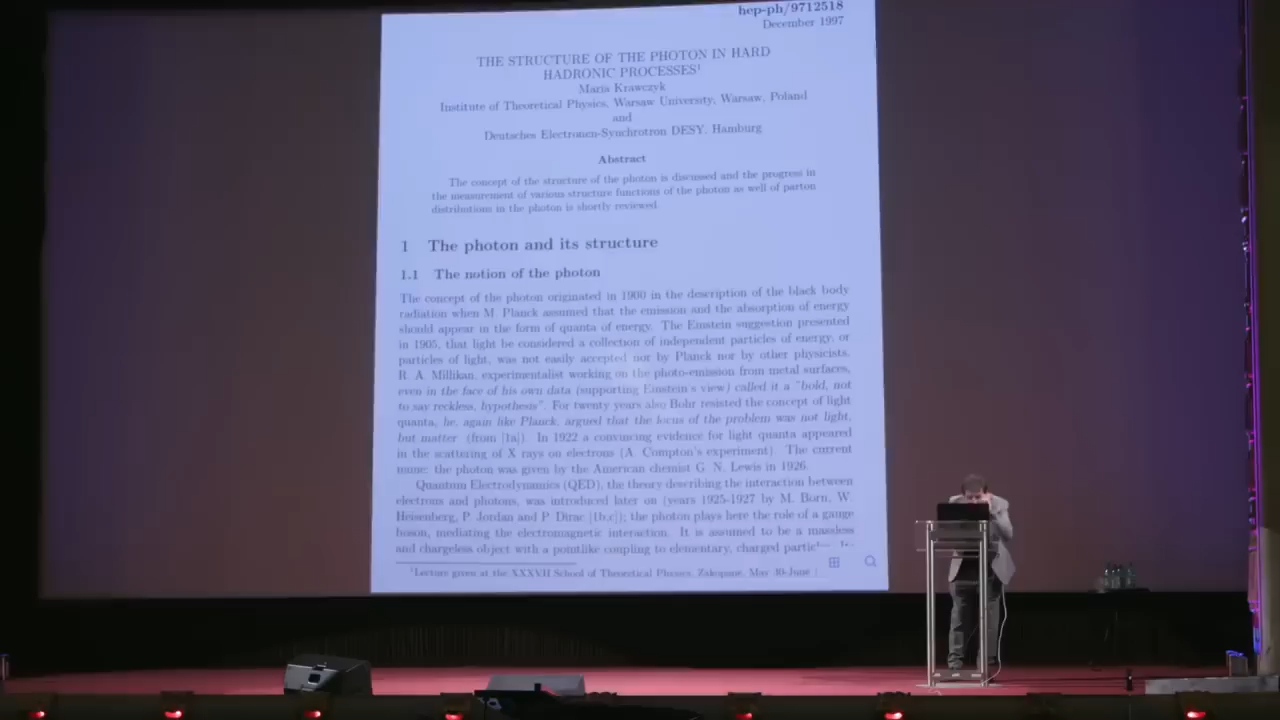 hep-ph/9712518
December 1997
THE STRUCTURE OF THE PHOTON IN HARD
HADRONIC PROCESSES¹
Maria Krawczyk
Institute of Theoretical Physics, Warsaw University, Warsaw, Poland
and
Deutsches Electronen-Synchrotron DESY, Hamburg
Abstract
The concept of the structure of the photon is discussed and the progress in
the measurement of various structure functions of the photon as well of parton
distributions in the photon is shortly reviewed.
1 The photon and its structure
1.1 The notion of the photon
The concept of the photon originated in 1900 in the description of the black body
radiation when M. Planck assumed that the emission and the absorption of energy
should appear in the form of quanta of energy. The Einstein suggestion presented
in 1905, that light be considered a collection of independent particles of energy, or
particles of light, was not easily accepted nor by Planck nor by other physicists.
R. A. Millikan, experimentalist working on the photo-emission from metal surfaces,
even in the face of his own data (supporting Einstein's view) called it a "bold, not
to say reckless, hypothesis". For twenty years also Bohr resisted the concept of light
quanta, he, again like Planck, argued that the locus of the problem was not light,
but matter (from [1a]). In 1922 a convincing evidence for light quanta appeared
in the scattering of X rays on electrons (A. Compton's experiment). The current
name: the photon was given by the American chemist G. N. Lewis in 1926.
Quantum Electrodynamics (QED), the theory describing the interaction between
electrons and photons, was introduced later on (years 1925-1927 by M. Born, W.
Heisenberg, P. Jordan and P. Dirac [1b,c]); the photon plays here the role of a gauge
boson, mediating the electromagnetic interaction. It is assumed to be a massless
and chargeless object with a pointlike coupling to elementary, charged
¹Lecture given at the XXXVII School of Theoretical Physics, Zakopane, May 30-June